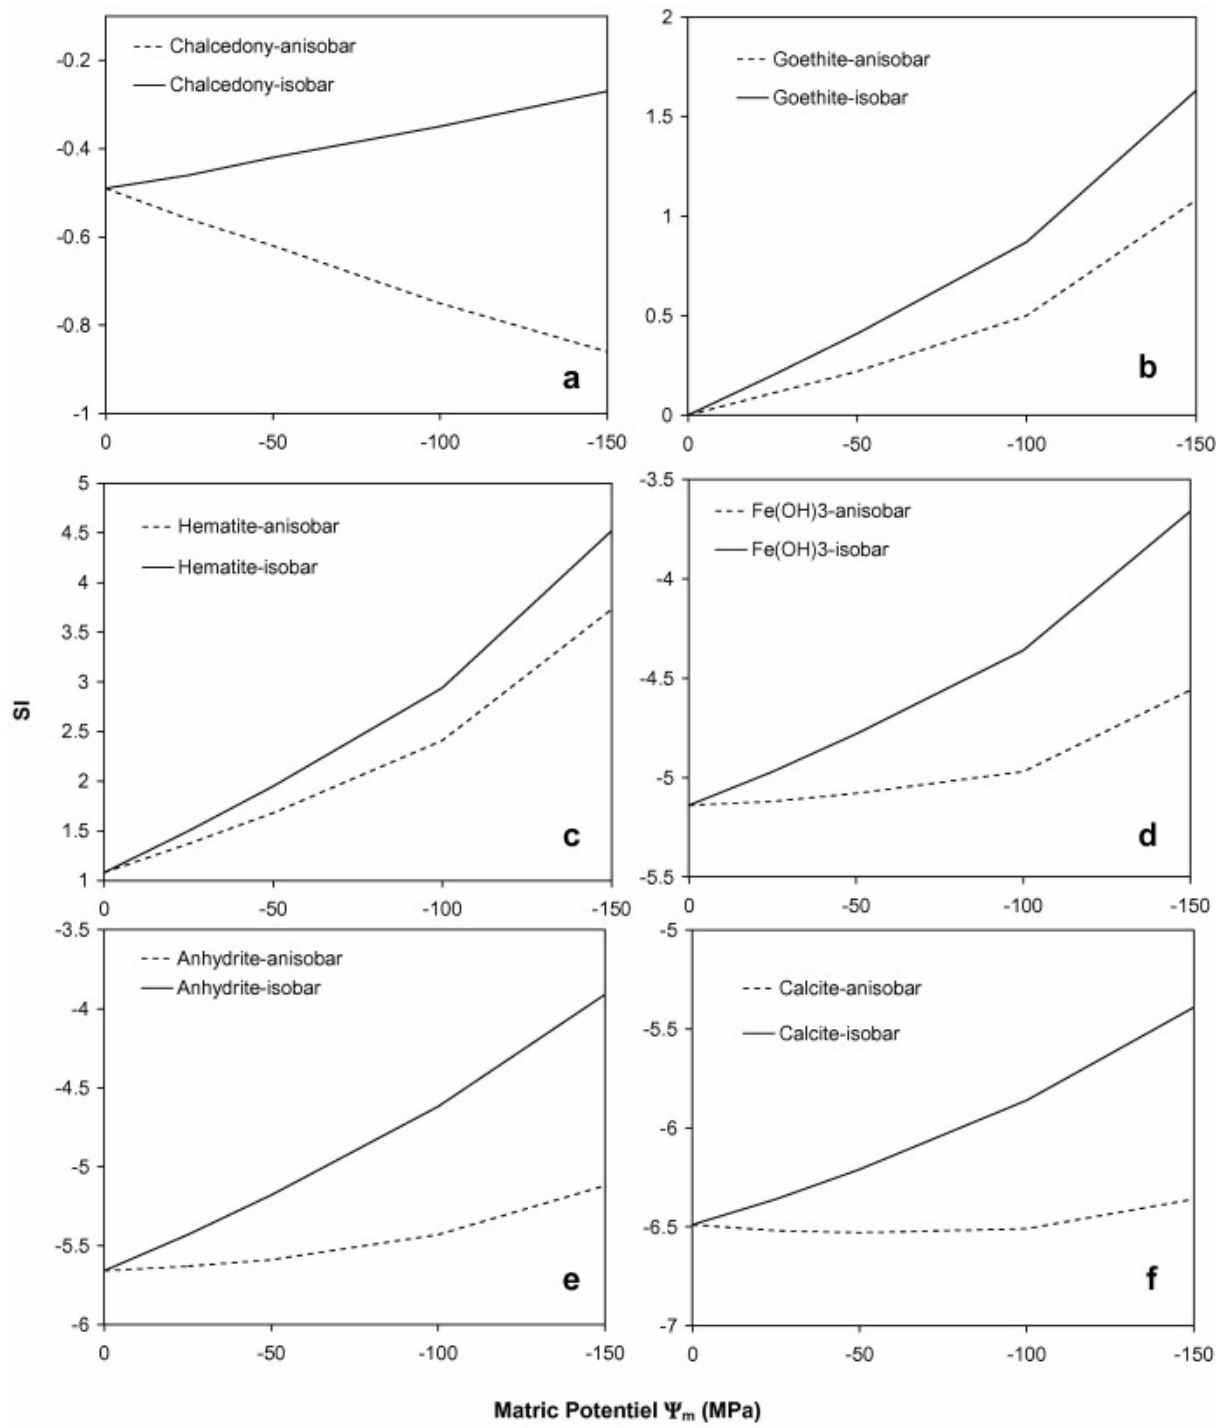 -0.2
-0.4
-0.6
-0.8
-1
Chalcedony-anisobar
Chalcedony-isobar
a
0 -50 -100 -150
2
1.5
1
0.5
0
Goethite-anisobar
Goethite-isobar
b
0 -50 -100 -150
5
4.5
4
3.5
3
2.5
2
1.5
1
Hematite-anisobar
Hematite-isobar
c
0 -50 -100 -150
-3.5
-4
-4.5
-5
-5.5
Fe(OH)3-anisobar
Fe(OH)3-isobar
d
0 -50 -100 -150
SI
-3.5
-4
-4.5
-5
-5.5
-6
Anhydrite-anisobar
Anhydrite-isobar
e
0 -50 -100 -150
-5
-5.5
-6
-6.5
-7
Calcite-anisobar
Calcite-isobar
f
0 -50 -100 -150
Matric Potentiel Ψm (MPa)